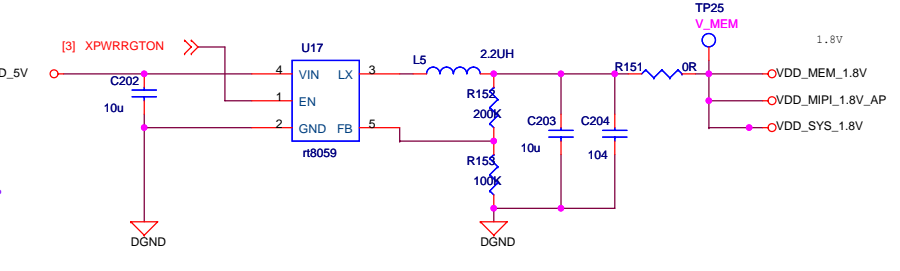 TP25
V_MEM
1.8V
[3] XPWRRGTON
U17
L5
2.2UH
R151
0R
D_5V
C202
10u
4
VIN
LX
3
VDD_MEM_1.8V
1
EN
R152
200K
VDD_MIPI_1.8V_AP
2
GND
FB
5
C203
10u
C204
104
VDD_SYS_1.8V
rt8059
R153
100K
DGND
DGND